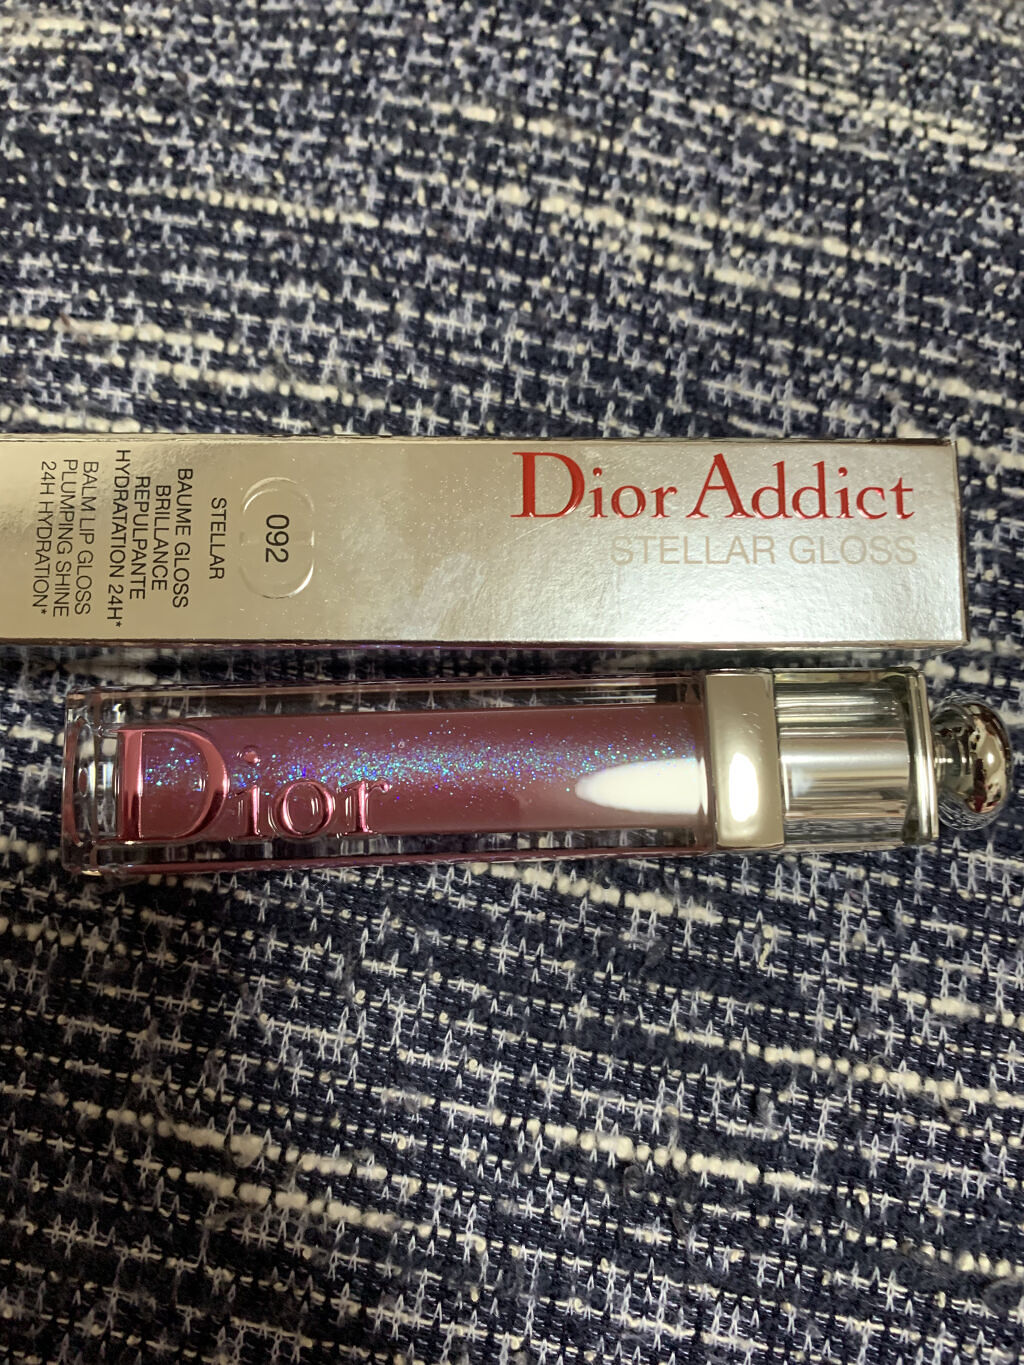 Dior Addict
STELLAR GLOSS
092
STELLAR
BAUME GLOSS
BRILLANCE
REPULPANTE
HYDRATATION 24H*
BALM LIP GLOSS
PLUMPING SHINE
24H HYDRATION*
Dior